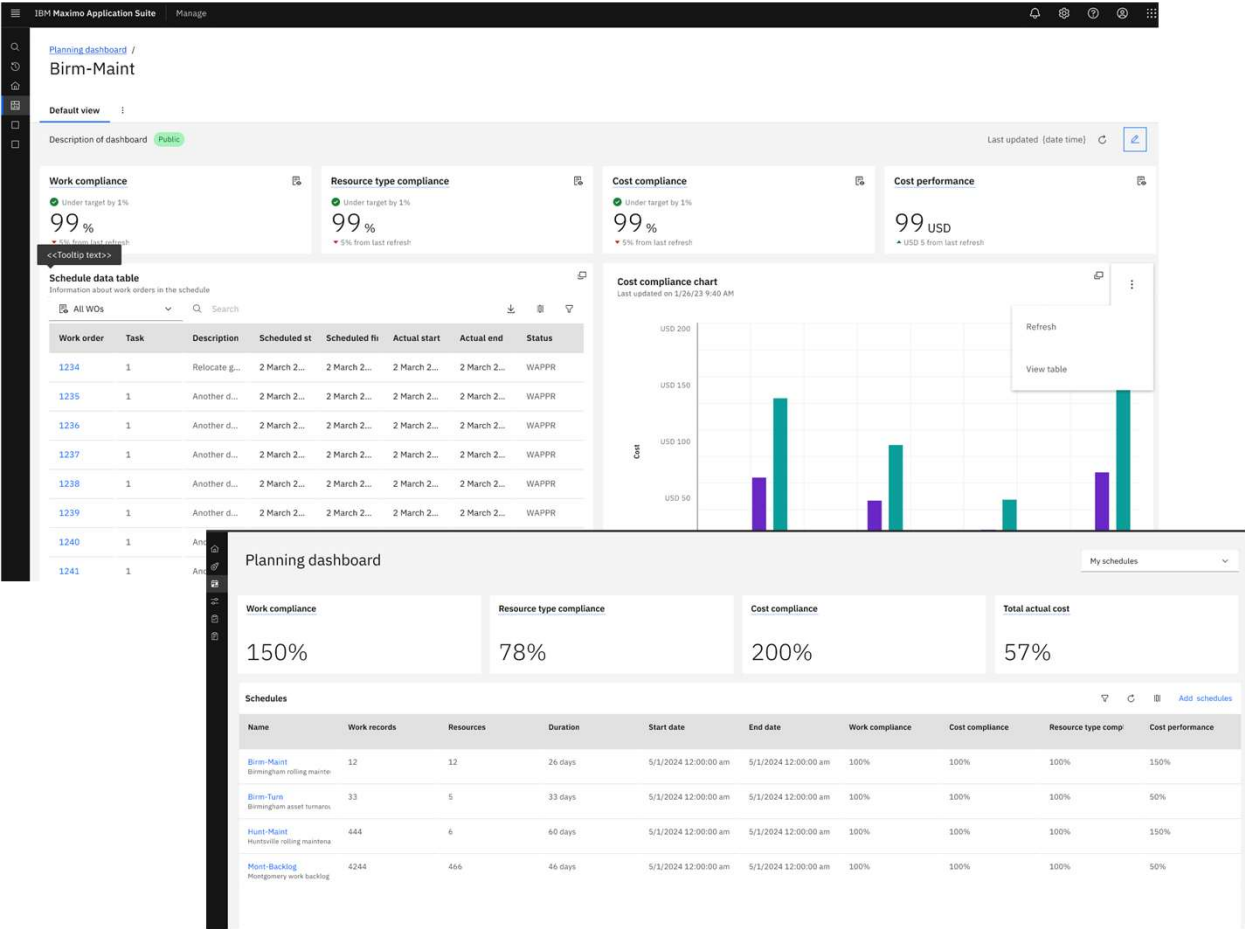 IBM Maximo Application Suite Manage
Planning dashboard /
Birm-Maint
Default view
Description of dashboard Public
Last updated {date time}
Work compliance
Under target by 1%
99 %
5% from last refresh
Resource type compliance
Under target by 1%
99 %
5% from last refresh
Cost compliance
Under target by 1%
99 %
5% from last refresh
Cost performance
99 USD
USD 5 from last refresh
<<Tooltip text>>
Schedule data table
Information about work orders in the schedule
All WOs Search
Work order Task Description Scheduled st Scheduled fi Actual start Actual end Status
1234 1 Relocate g... 2 March 2... 2 March 2... 2 March 2... 2 March 2... WAPPR
1235 1 Another d... 2 March 2... 2 March 2... 2 March 2... 2 March 2... WAPPR
1236 1 Another d... 2 March 2... 2 March 2... 2 March 2... 2 March 2... WAPPR
1237 1 Another d... 2 March 2... 2 March 2... 2 March 2... 2 March 2... WAPPR
1238 1 Another d... 2 March 2... 2 March 2... 2 March 2... 2 March 2... WAPPR
1239 1 Another d... 2 March 2... 2 March 2... 2 March 2... 2 March 2... WAPPR
1240 1
1241 1
Cost compliance chart
Last updated on 1/26/23 9:40 AM
Refresh
View table
USD 200
USD 150
USD 100
USD 50
Cost
Planning dashboard
My schedules
Work compliance
150%
Resource type compliance
78%
Cost compliance
200%
Total actual cost
57%
Schedules
Add schedules
Name Work records Resources Duration Start date End date Work compliance Cost compliance Resource type comp Cost performance
Birm-Maint 12 12 26 days 5/1/2024 12:00:00 am 5/1/2024 12:00:00 am 100% 100% 100% 150%
Birmingham rolling mainte
Birm-Turn 33 5 33 days 5/1/2024 12:00:00 am 5/1/2024 12:00:00 am 100% 100% 100% 50%
Birmingham asset turnarou
Hunt-Maint 444 6 60 days 5/1/2024 12:00:00 am 5/1/2024 12:00:00 am 100% 100% 100% 150%
Huntsville rolling maintena
Mont-Backlog 4244 466 46 days 5/1/2024 12:00:00 am 5/1/2024 12:00:00 am 100% 100% 100% 50%
Montgomery work backlog